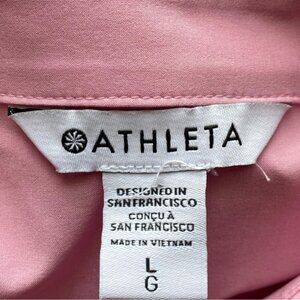 ATHLETA
DESIGNED IN
SAN FRANCISCO
CONÇU À
SAN FRANCISCO
MADE IN VIETNAM
L
G